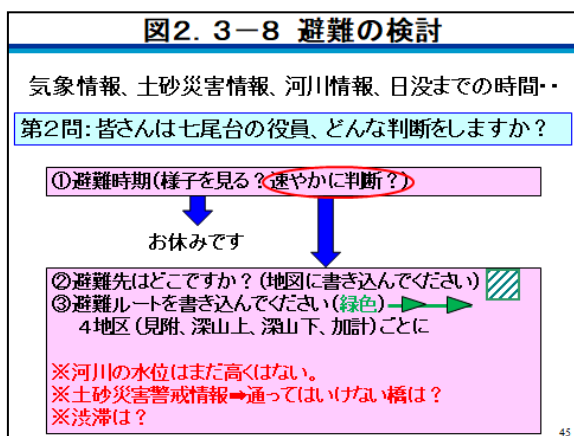 図2.3-8 避難の検討
気象情報、土砂災害情報、河川情報、日没までの時間・・
第2問:皆さんは七尾台の役員、どんな判断をしますか?
①避難時期(様子を見る?速やかに判断?)
お休みです
②避難先はどこですか?(地図に書き込んでください)
③避難ルートを書き込んでください(緑色)
4地区(見附、深山上、深山下、加計)ごとに
※河川の水位はまだ高くはない。
※土砂災害警戒情報➡通ってはいけない橋は?
※渋滞は?
45